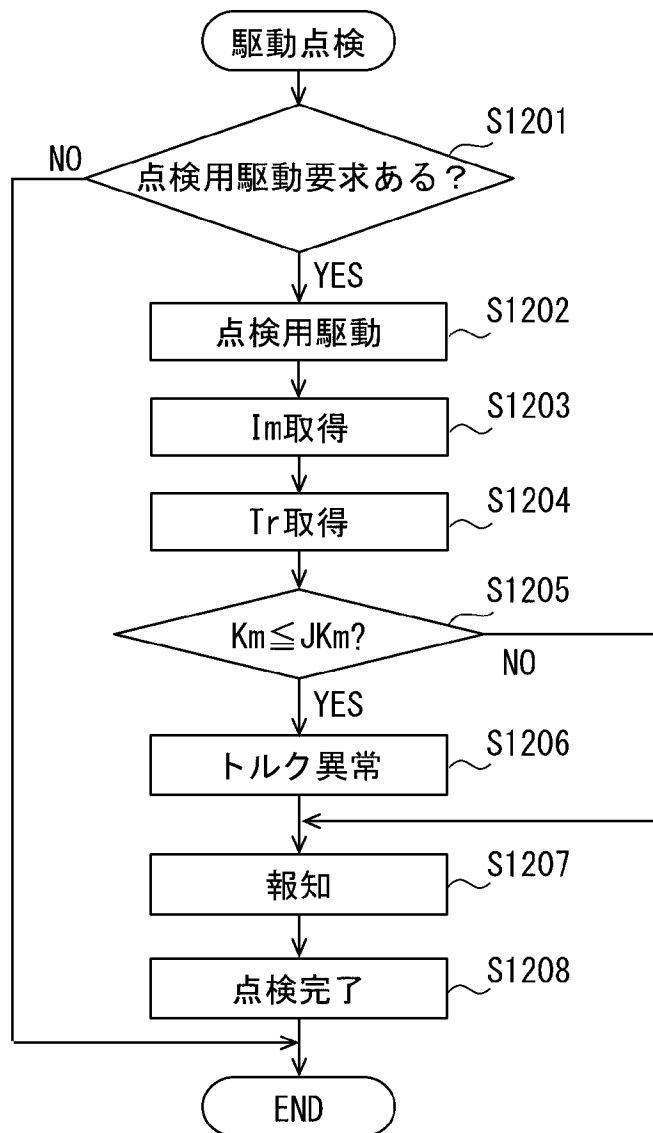 駆動点検
S1201
NO
点検用駆動要求ある?
YES
S1202
点検用駆動
S1203
Im取得
S1204
Tr取得
S1205
Km≦JKm?
NO
YES
S1206
トルク異常
S1207
報知
S1208
点検完了
END